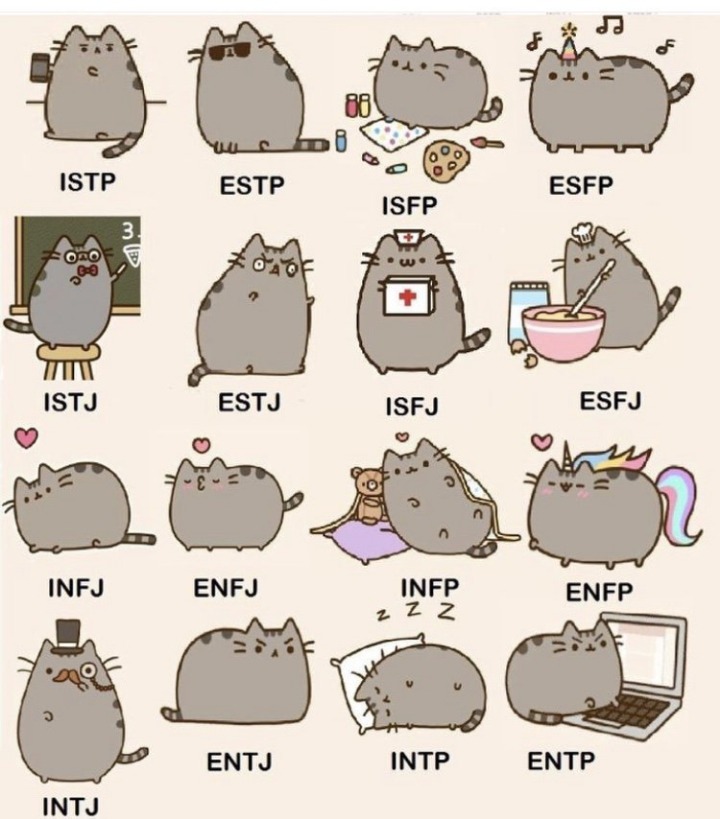 ISTP
ESTP
ISFP
ESFP
3.
ISTJ
ESTJ
ISFJ
ESFJ
INFJ
ENFJ
INFP
ENFP
z z z
INTJ
ENTJ
INTP
ENTP